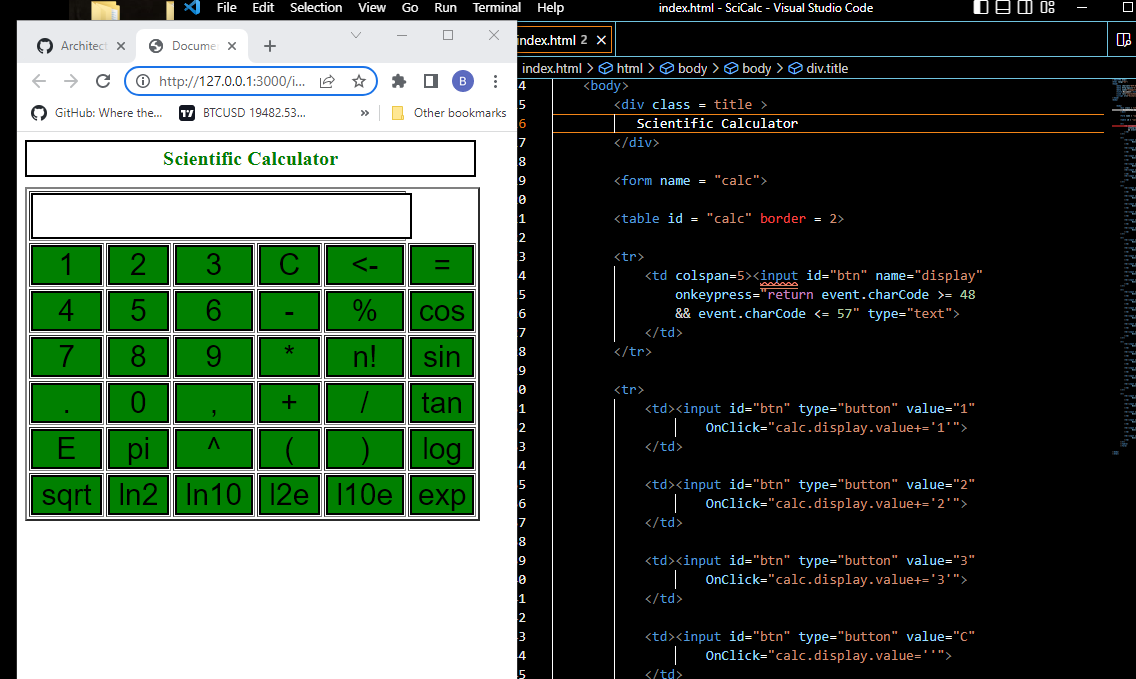 File Edit Selection View Go Run Terminal Help index.html - SciCalc - Visual Studio Code
Architect
Docume
index.html 2
B
http://127.0.0.1:3000/i...
GitHub: Where the...
BTCUSD 19482.53...
»
Other bookmarks
Scientific Calculator
1 2 3 C <- =
4 5 6 - % cos
7 8 9 * n! sin
. 0 , + / tan
E pi ^ ( ) log
sqrt ln2 ln10 l2e l10e exp
index.html > html > body > body > div.title
4 <body>
5 <div class = title >
6 Scientific Calculator
7 </div>
8
9 <form name = "calc">
0
1 <table id = "calc" border = 2>
2
3 <tr>
4 <td colspan=5><input id="btn" name="display"
5 onkeypress="return event.charCode >= 48
6 && event.charCode <= 57" type="text">
7 </td>
8 </tr>
9
0 <tr>
1 <td><input id="btn" type="button" value="1"
2 OnClick="calc.display.value+='1'">
3 </td>
4
5 <td><input id="btn" type="button" value="2"
6 OnClick="calc.display.value+='2'">
7 </td>
8
9 <td><input id="btn" type="button" value="3"
0 OnClick="calc.display.value+='3'">
1 </td>
2
3 <td><input id="btn" type="button" value="C"
4 OnClick="calc.display.value=''">
5 </td>